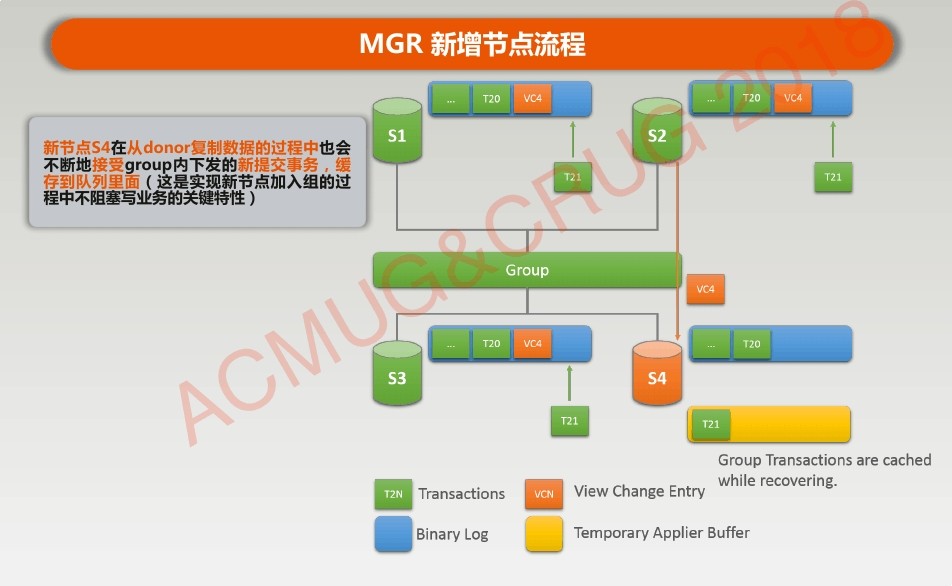 MGR 新增节点流程
... T20 VC4
... T20 VC4
S1
S2
T21
T21
新节点S4在从donor复制数据的过程中也会
不断地接受group内下发的新提交事务，缓
存到队列里面（这是实现新节点加入组的过
程中不阻塞写业务的关键特性）
Group
VC4
... T20 VC4
... T20
S3
S4
T21
T21
Group Transactions are cached
while recovering.
T2N Transactions
VCN View Change Entry
Binary Log
Temporary Applier Buffer
ACMUG&CRUG 2018